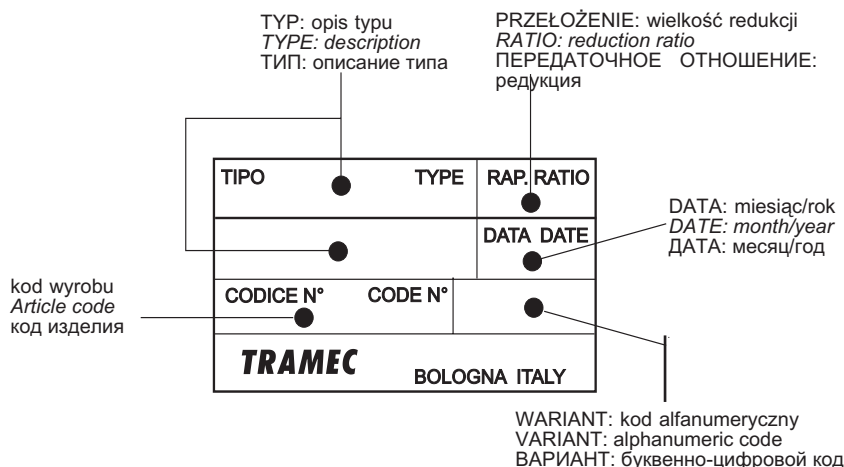 TYP: opis typu
TYPE: description
ТИП: описание типа
PRZEŁOŻENIE: wielkość redukcji
RATIO: reduction ratio
ПЕРЕДАТОЧНОЕ ОТНОШЕНИЕ:
редукция
TIPO TYPE RAP. RATIO
DATA DATE
DATA: miesiąc/rok
DATE: month/year
ДАТА: месяц/год
kod wyrobu
Article code
код изделия
CODICE N° CODE N°
TRAMEC BOLOGNA ITALY
WARIANT: kod alfanumeryczny
VARIANT: alphanumeric code
ВАРИАНТ: буквенно-цифровой код